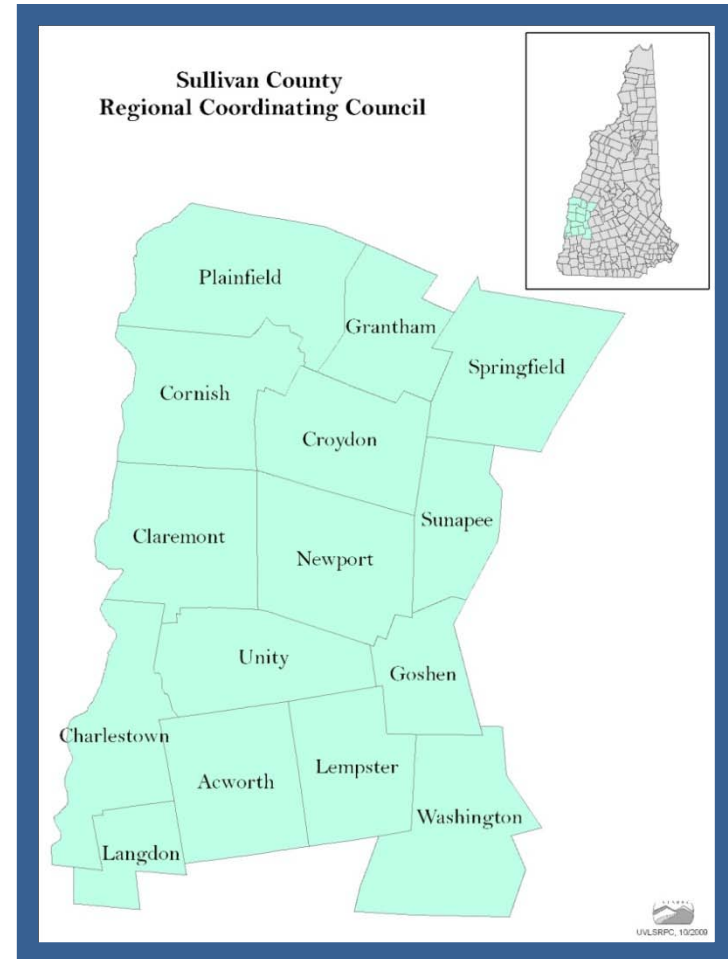 Sullivan County
Regional Coordinating Council
Plainfield
Grantham
Springfield
Cornish
Croydon
Sunapee
Claremont
Newport
Unity
Goshen
Charlestown
Lempster
Acworth
Washington
Langdon
UVLSRPC, 10/2009